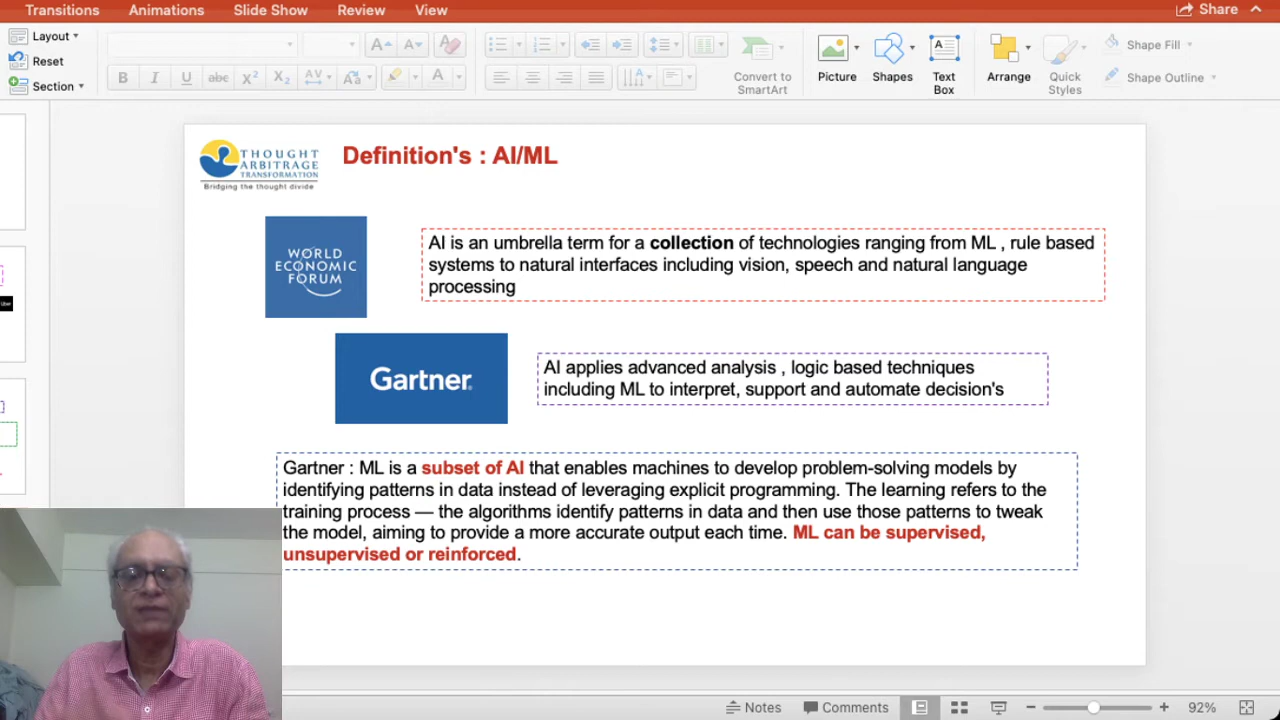 Transitions Animations Slide Show Review View Share
Layout
Reset
Section
Convert to
SmartArt
Picture
Shapes
Text
Box
Arrange
Quick
Styles
Shape Fill
Shape Outline
THOUGHT
ARBITRAGE
TRANSFORMATION
Bridging the thought divide
Definition's : AI/ML
WORLD
ECONOMIC
FORUM
AI is an umbrella term for a collection of technologies ranging from ML , rule based
systems to natural interfaces including vision, speech and natural language
processing
Gartner
AI applies advanced analysis , logic based techniques
including ML to interpret, support and automate decision's
Gartner : ML is a subset of AI that enables machines to develop problem-solving models by
identifying patterns in data instead of leveraging explicit programming. The learning refers to the
training process — the algorithms identify patterns in data and then use those patterns to tweak
the model, aiming to provide a more accurate output each time. ML can be supervised,
unsupervised or reinforced.
Notes Comments 92%